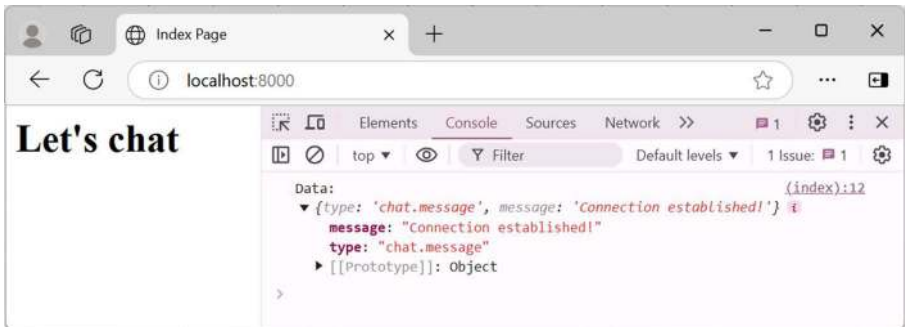 Index Page
localhost:8000
Let's chat
Elements Console Sources Network 1
top Filter Default levels 1 Issue: 1
Data: (index):12
{type: 'chat.message', message: 'Connection established!'} i
message: "Connection established!"
type: "chat.message"
[[Prototype]]: Object